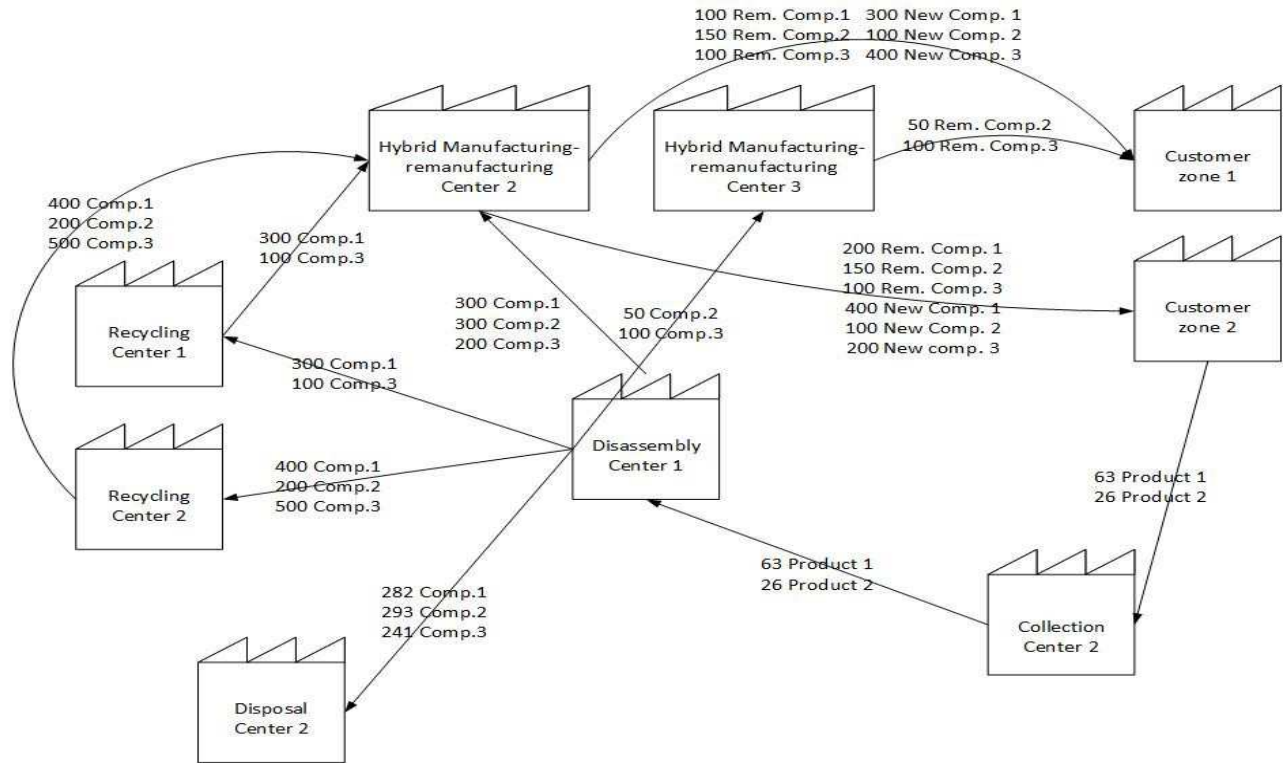 100 Rem. Comp.1 300 New Comp. 1
150 Rem. Comp.2 100 New Comp. 2
100 Rem. Comp.3 400 New Comp. 3
Hybrid Manufacturing-
remanufacturing
Center 2
Hybrid Manufacturing-
remanufacturing
Center 3
50 Rem. Comp.2
100 Rem. Comp.3
Customer
zone 1
400 Comp.1
200 Comp.2
500 Comp.3
300 Comp.1
100 Comp.3
200 Rem. Comp. 1
150 Rem. Comp. 2
100 Rem. Comp. 3
400 New Comp. 1
100 New Comp. 2
200 New comp. 3
Customer
zone 2
300 Comp.1
300 Comp.2
200 Comp.3
50 Comp.2
100 Comp.3
Recycling
Center 1
300 Comp.1
100 Comp.3
Disassembly
Center 1
400 Comp.1
200 Comp.2
500 Comp.3
Recycling
Center 2
63 Product 1
26 Product 2
63 Product 1
26 Product 2
282 Comp.1
293 Comp.2
241 Comp.3
Collection
Center 2
Disposal
Center 2